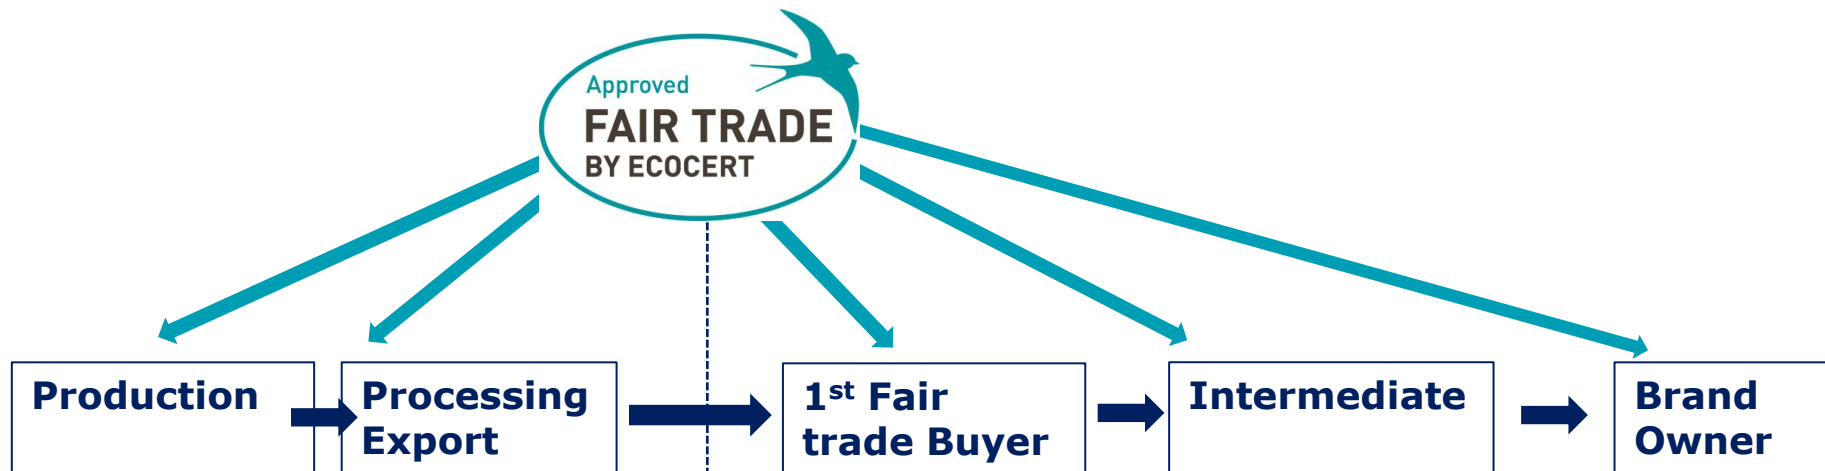 Approved
FAIR TRADE
BY ECOCERT
Production
Processing
Export
1st Fair
trade Buyer
Intermediate
Brand
Owner